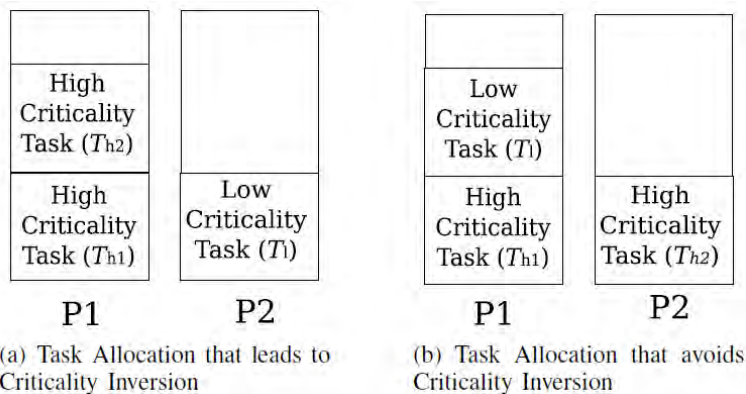 High
Criticality
Task (Th2)
High
Criticality
Task (Th1)
P1
Low
Criticality
Task (Tl)
P2
(a) Task Allocation that leads to
Criticality Inversion
Low
Criticality
Task (Tl)
High
Criticality
Task (Th1)
P1
High
Criticality
Task (Th2)
P2
(b) Task Allocation that avoids
Criticality Inversion